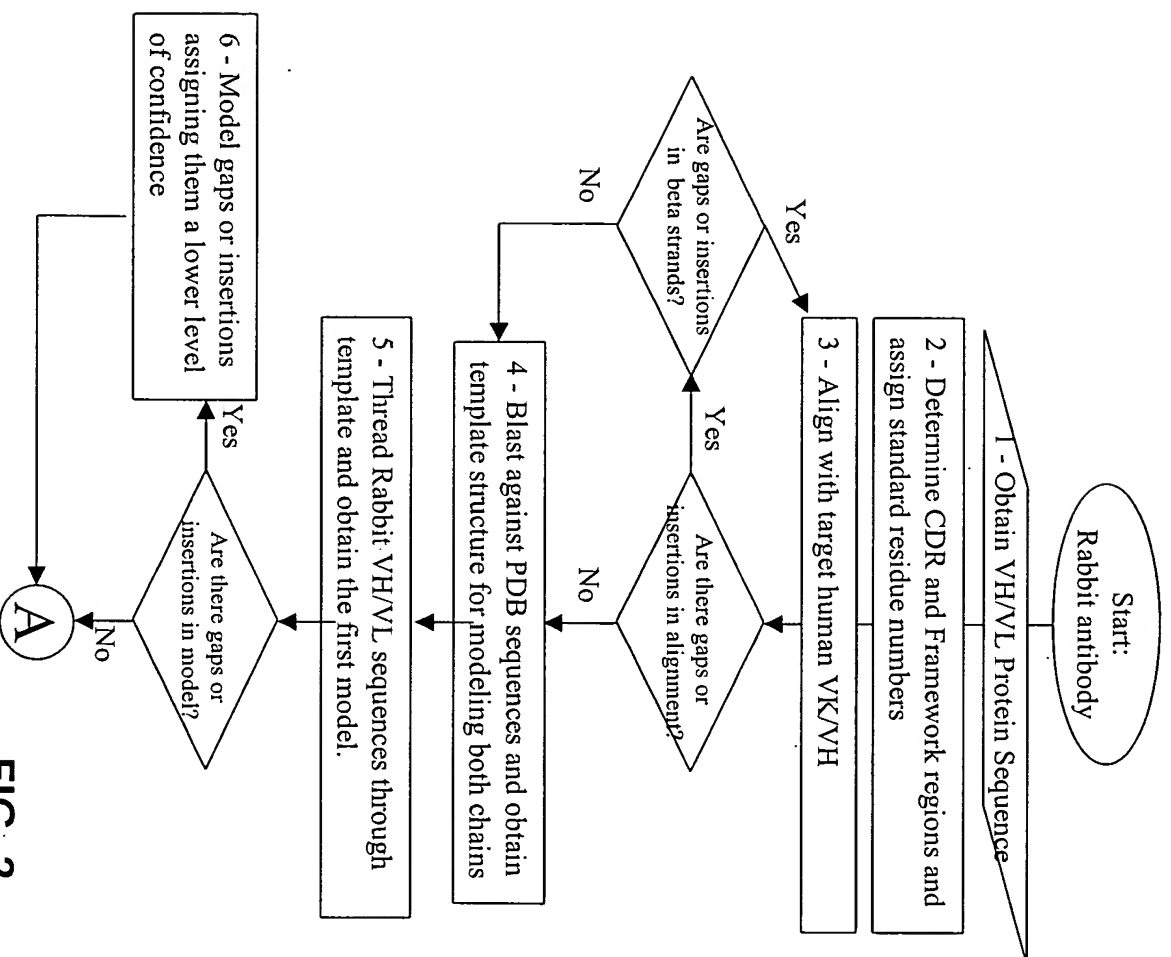 Start:
Rabbit antibody
1 - Obtain VH/VL Protein Sequence
2 - Determine CDR and Framework regions and
assign standard residue numbers
3 - Align with target human VK/VH
Yes
Are gaps or insertions
in beta strands?
No
Yes
Are there gaps or
insertions in alignment?
No
4 - Blast against PDB sequences and obtain
template structure for modeling both chains
5 - Thread Rabbit VH/VL sequences through
template and obtain the first model.
6 - Model gaps or insertions
assigning them a lower level
of confidence
Yes
Are there gaps or
insertions in model?
No
A